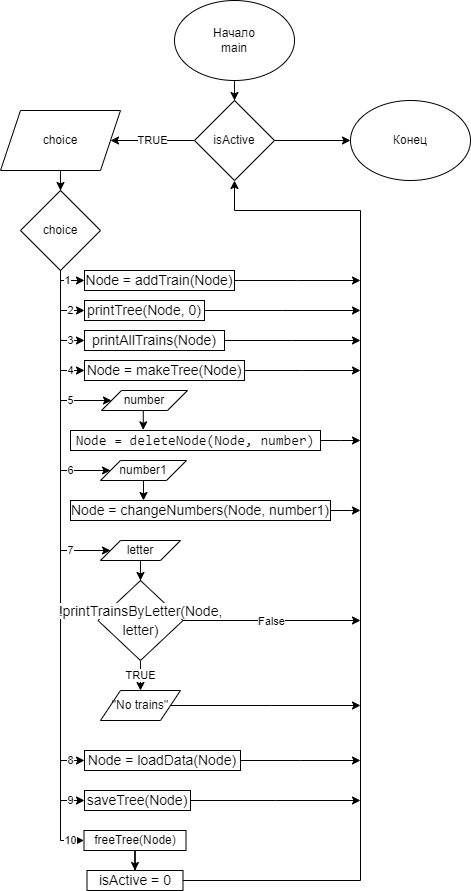 Начало
main
choice
TRUE
isActive
Конец
choice
1
Node = addTrain(Node)
2
printTree(Node, 0)
3
printAllTrains(Node)
4
Node = makeTree(Node)
5
number
Node = deleteNode(Node, number)
6
number1
Node = changeNumbers(Node, number1)
7
letter
!printTrainsByLetter(Node,
letter)
False
TRUE
"No trains"
8
Node = loadData(Node)
9
saveTree(Node)
10
freeTree(Node)
isActive = 0